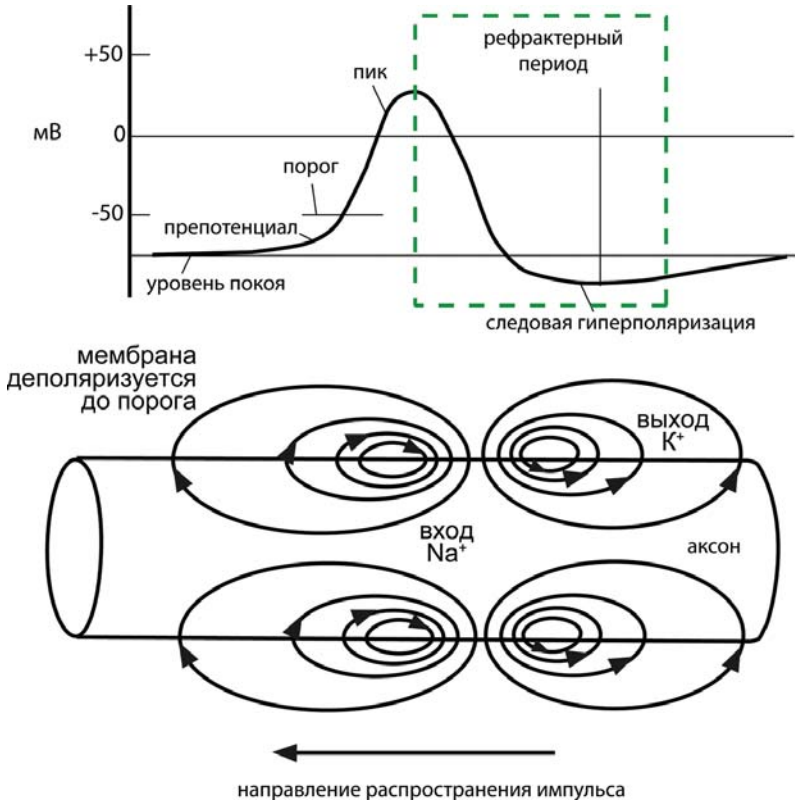 +50
рефрактерный
период
пик
мВ
0
порог
-50
препотенциал
уровень покоя
следовая гиперполяризация
мембрана
деполяризуется
до порога
выход
K⁺
вход
Na⁺
аксон
направление распространения импульса